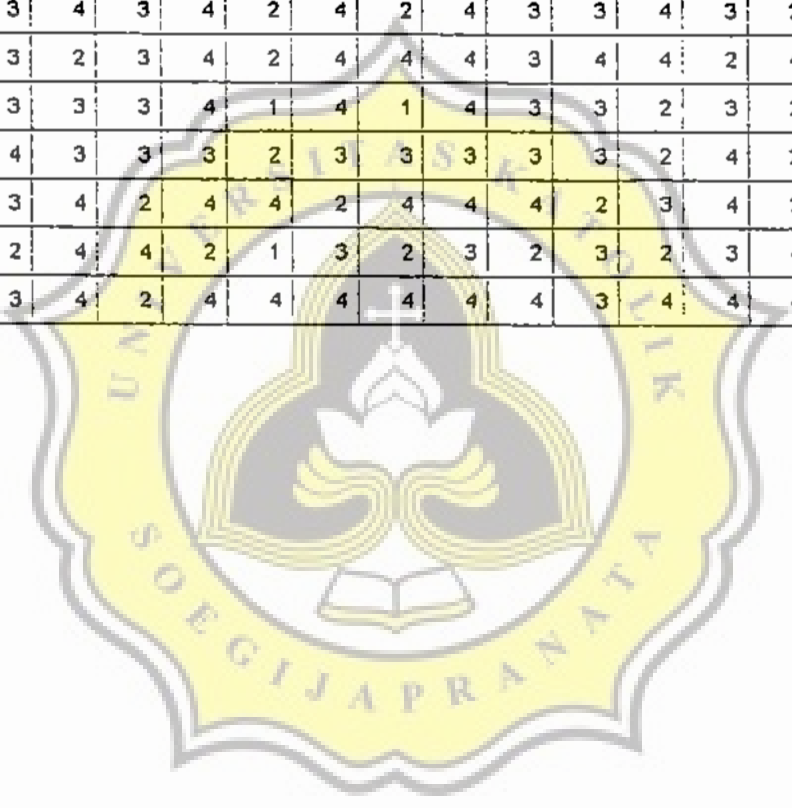 3 4 3 4 2 4 2 4 3 3 4 3
3 2 3 4 2 4 4 4 3 4 4 2
3 3 3 4 1 4 1 4 3 3 2 3
4 3 3 3 2 3 3 3 3 3 2 4
3 4 2 4 4 2 4 4 4 2 3 4
2 4 4 2 1 3 2 3 2 3 2 3
3 4 2 4 4 4 4 4 4 3 4 4
UNIVERSITAS KATOLIK
SOEGIJAPRANATA